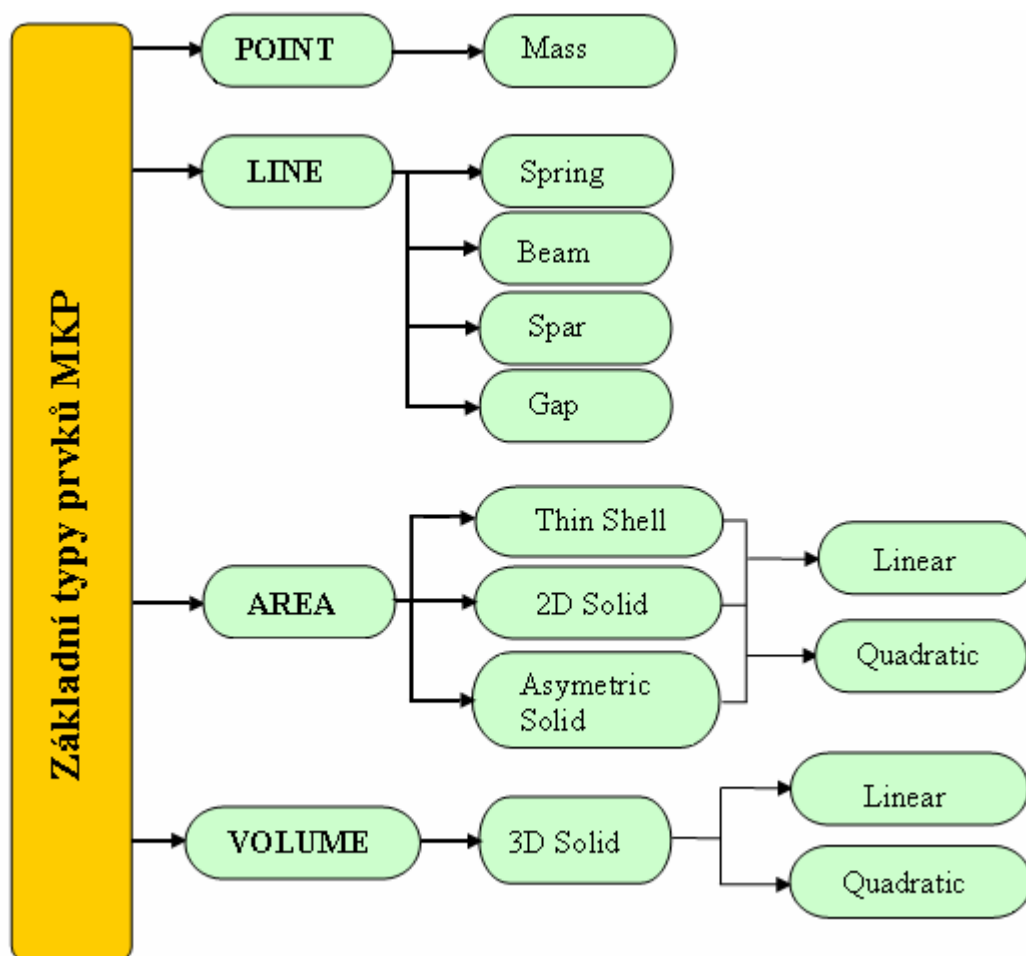 Základní typy prvků MKP
POINT
Mass
LINE
Spring
Beam
Spar
Gap
AREA
Thin Shell
2D Solid
Asymetric
Solid
Linear
Quadratic
VOLUME
3D Solid
Linear
Quadratic